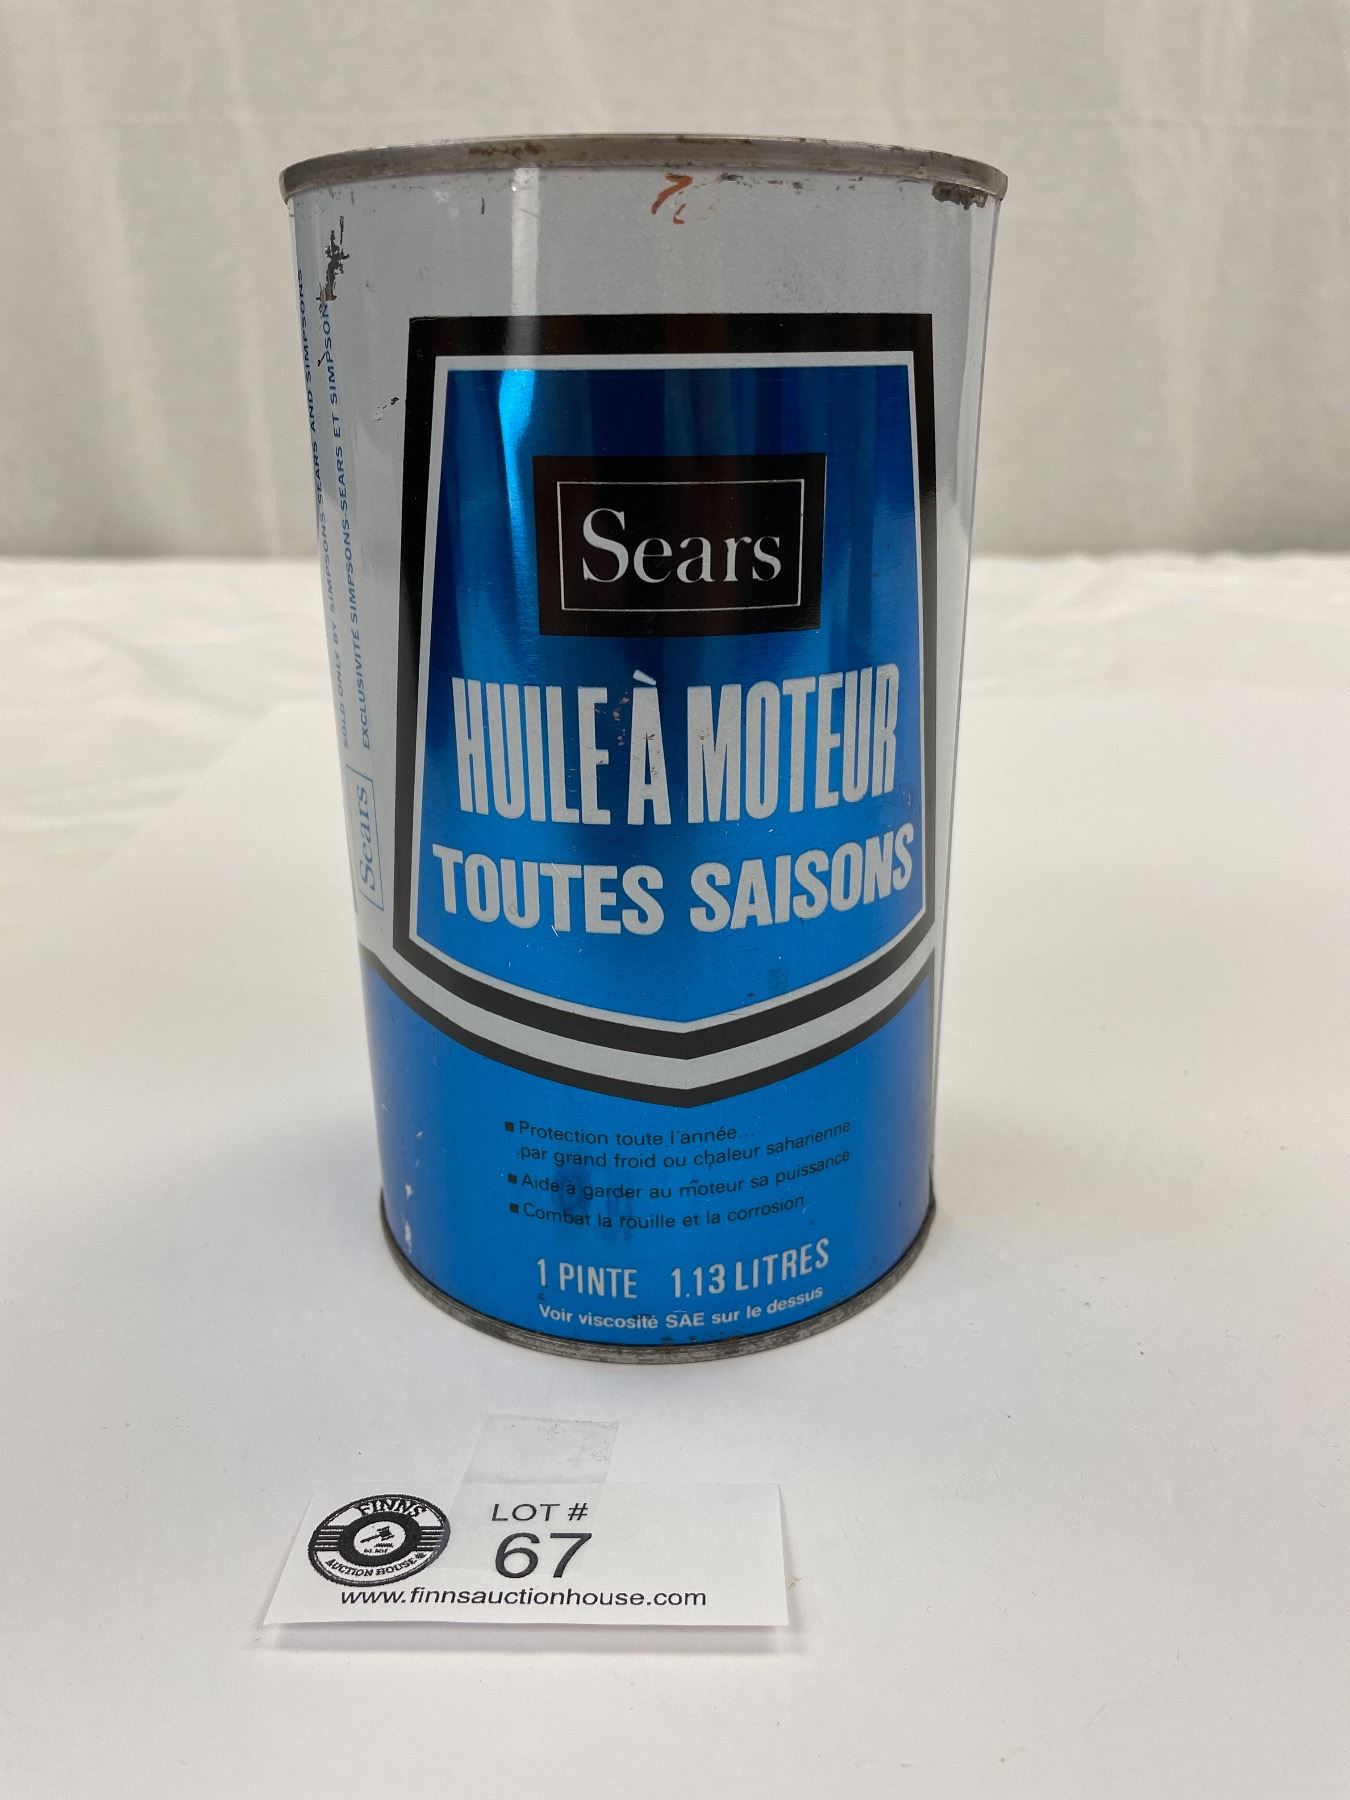 Sears
HUILE À MOTEUR
TOUTES SAISONS
■ Protection toute l'année...
par grand froid ou chaleur saharienne
■ Aide à garder au moteur sa puissance
■ Combat la rouille et la corrosion
1 PINTE 1.13 LITRES
Voir viscosité SAE sur le dessus
Sears
SOLD ONLY BY SIMPSONS-SEARS AND SIMPSONS
EXCLUSIVITÉ SIMPSONS-SEARS ET SIMPSONS
FINNS
AUCTION HOUSE
LOT #
67
www.finnsauctionhouse.com